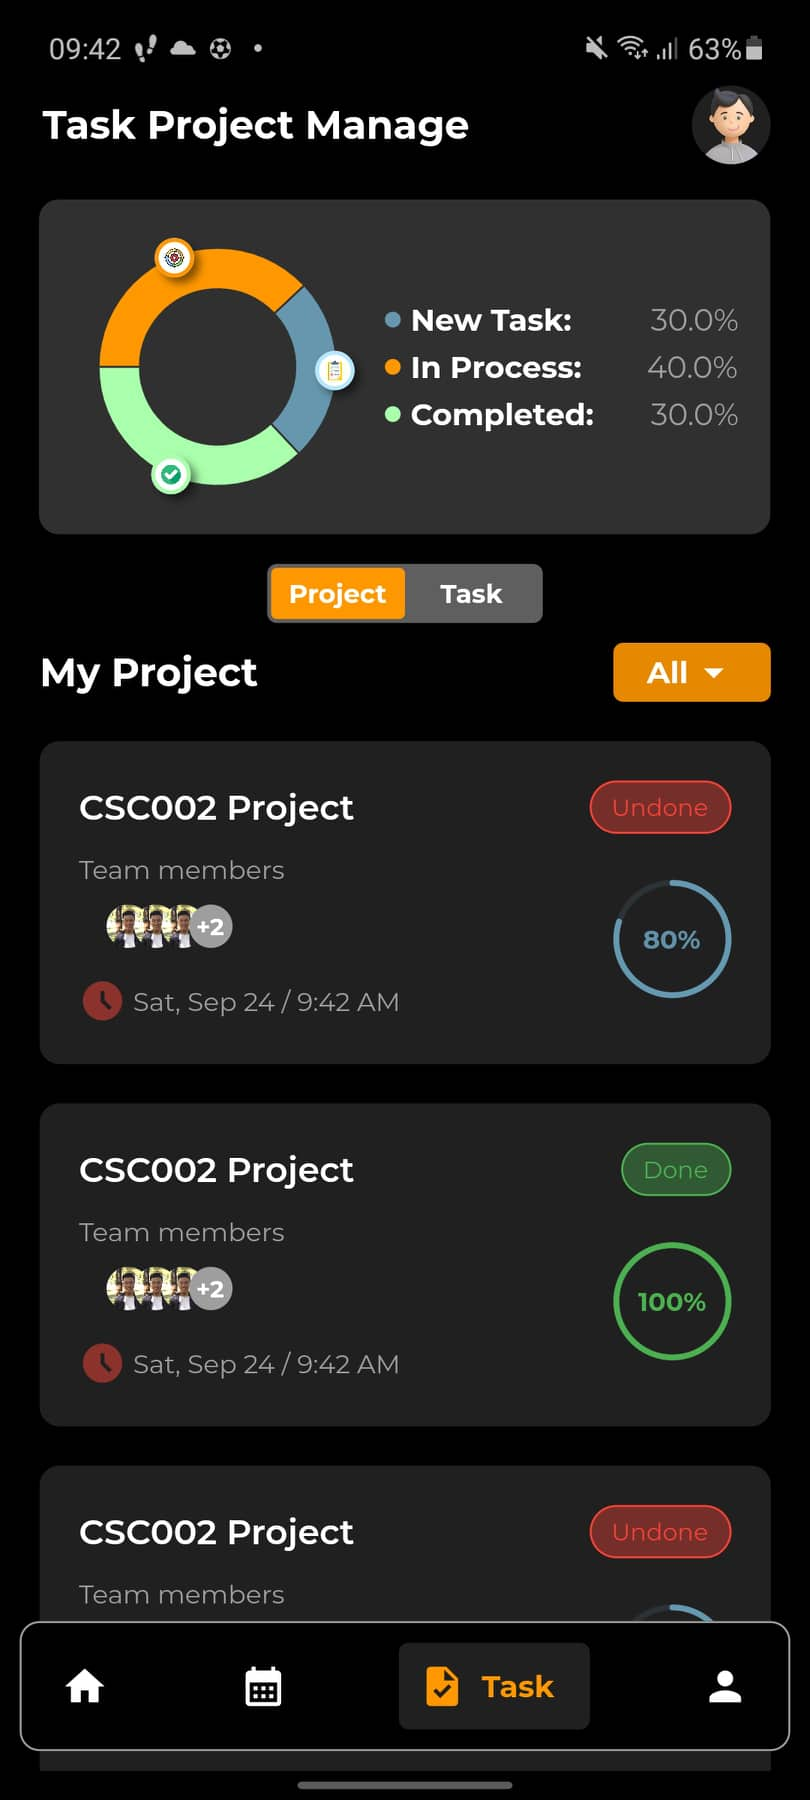 09:42 63%
Task Project Manage
New Task: 30.0%
In Process: 40.0%
Completed: 30.0%
Project Task
My Project All
CSC002 Project Undone
Team members
+2 80%
Sat, Sep 24 / 9:42 AM
CSC002 Project Done
Team members
+2 100%
Sat, Sep 24 / 9:42 AM
CSC002 Project Undone
Team members
Task